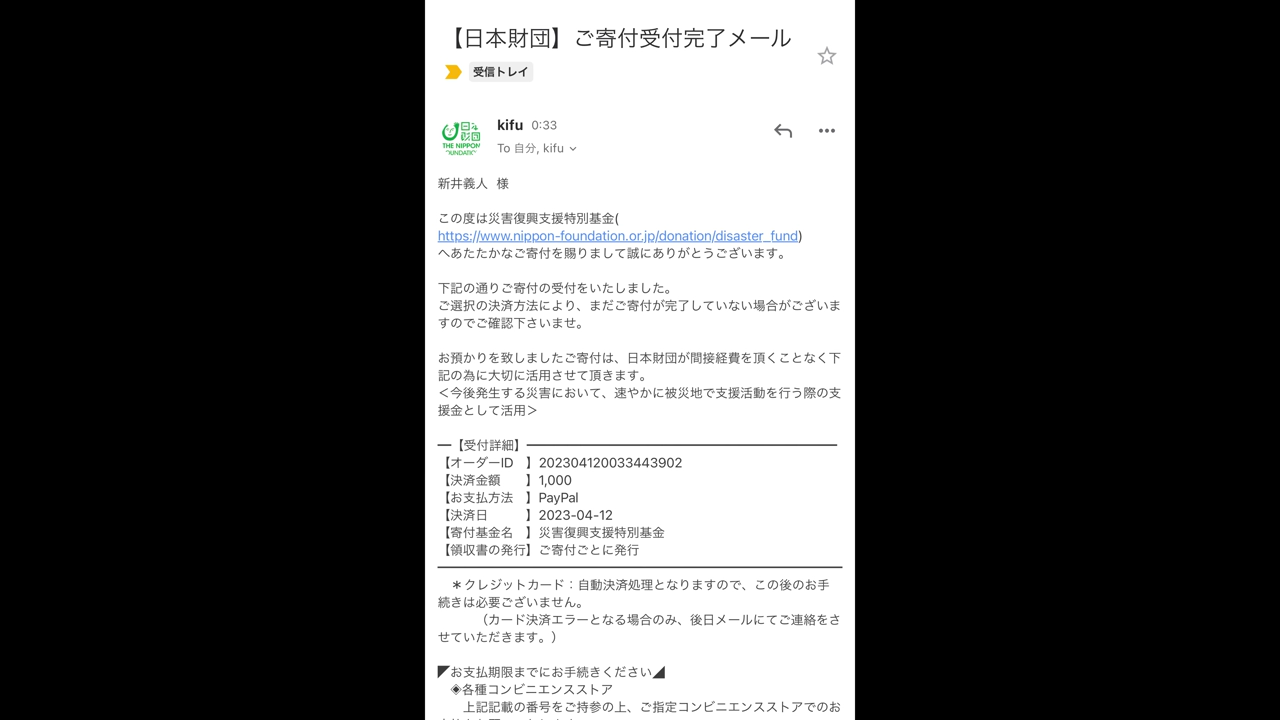 【日本財団】ご寄付受付完了メール
受信トレイ
日本財団
THE NIPPON
FOUNDATION
kifu 0:33
To 自分, kifu
新井義人 様
この度は災害復興支援特別基金(
https://www.nippon-foundation.or.jp/donation/disaster_fund)
へあたたかなご寄付を賜りまして誠にありがとうございます。
下記の通りご寄付の受付をいたしました。
ご選択の決済方法により、まだご寄付が完了していない場合がございま
すのでご確認下さいませ。
お預かりを致しましたご寄付は、日本財団が間接経費を頂くことなく下
記の為に大切に活用させて頂きます。
＜今後発生する災害において、速やかに被災地で支援活動を行う際の支
援金として活用＞
━【受付詳細】━━━━━━━━━━━━━━━━━━━━━━━━━
【オーダーID　】202304120033443902
【決済金額　　】1,000
【お支払方法　】PayPal
【決済日　　　】2023-04-12
【寄付基金名　】災害復興支援特別基金
【領収書の発行】ご寄付ごとに発行
━━━━━━━━━━━━━━━━━━━━━━━━━━━━━━━━━
＊クレジットカード：自動決済処理となりますので、この後のお手
続きは必要ございません。
（カード決済エラーとなる場合のみ、後日メールにてご連絡をさ
せていただきます。）
◤お支払期限までにお手続きください◢
◈各種コンビニエンスストア
上記記載の番号をご持参の上、ご指定コンビニエンスストアでのお